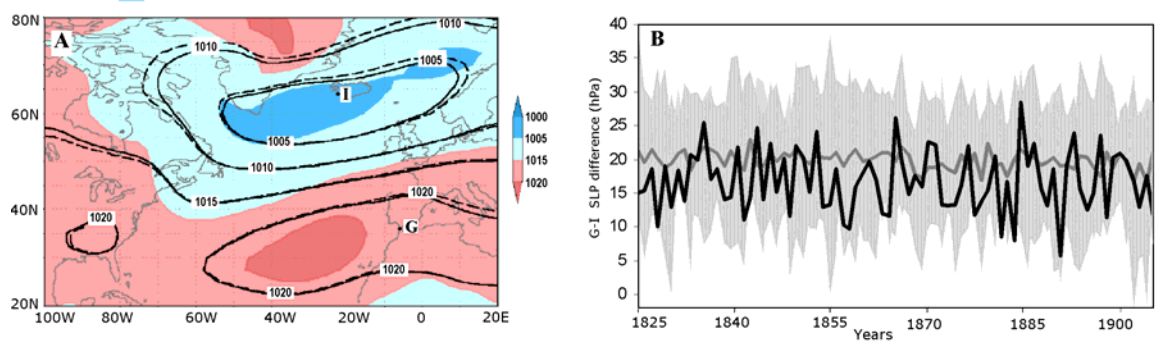 80N
60N
40N
20N
100W 80W 60W 40W 20W 0 20E
A
1010
1010
1005
I
1005
1010
1015
1020
1020
G
1020
1020
1000
1005
1015
1020
B
G-I SLP difference (hPa)
40
35
30
25
20
15
10
5
0
1825 1840 1855 1870 1885 1900
Years